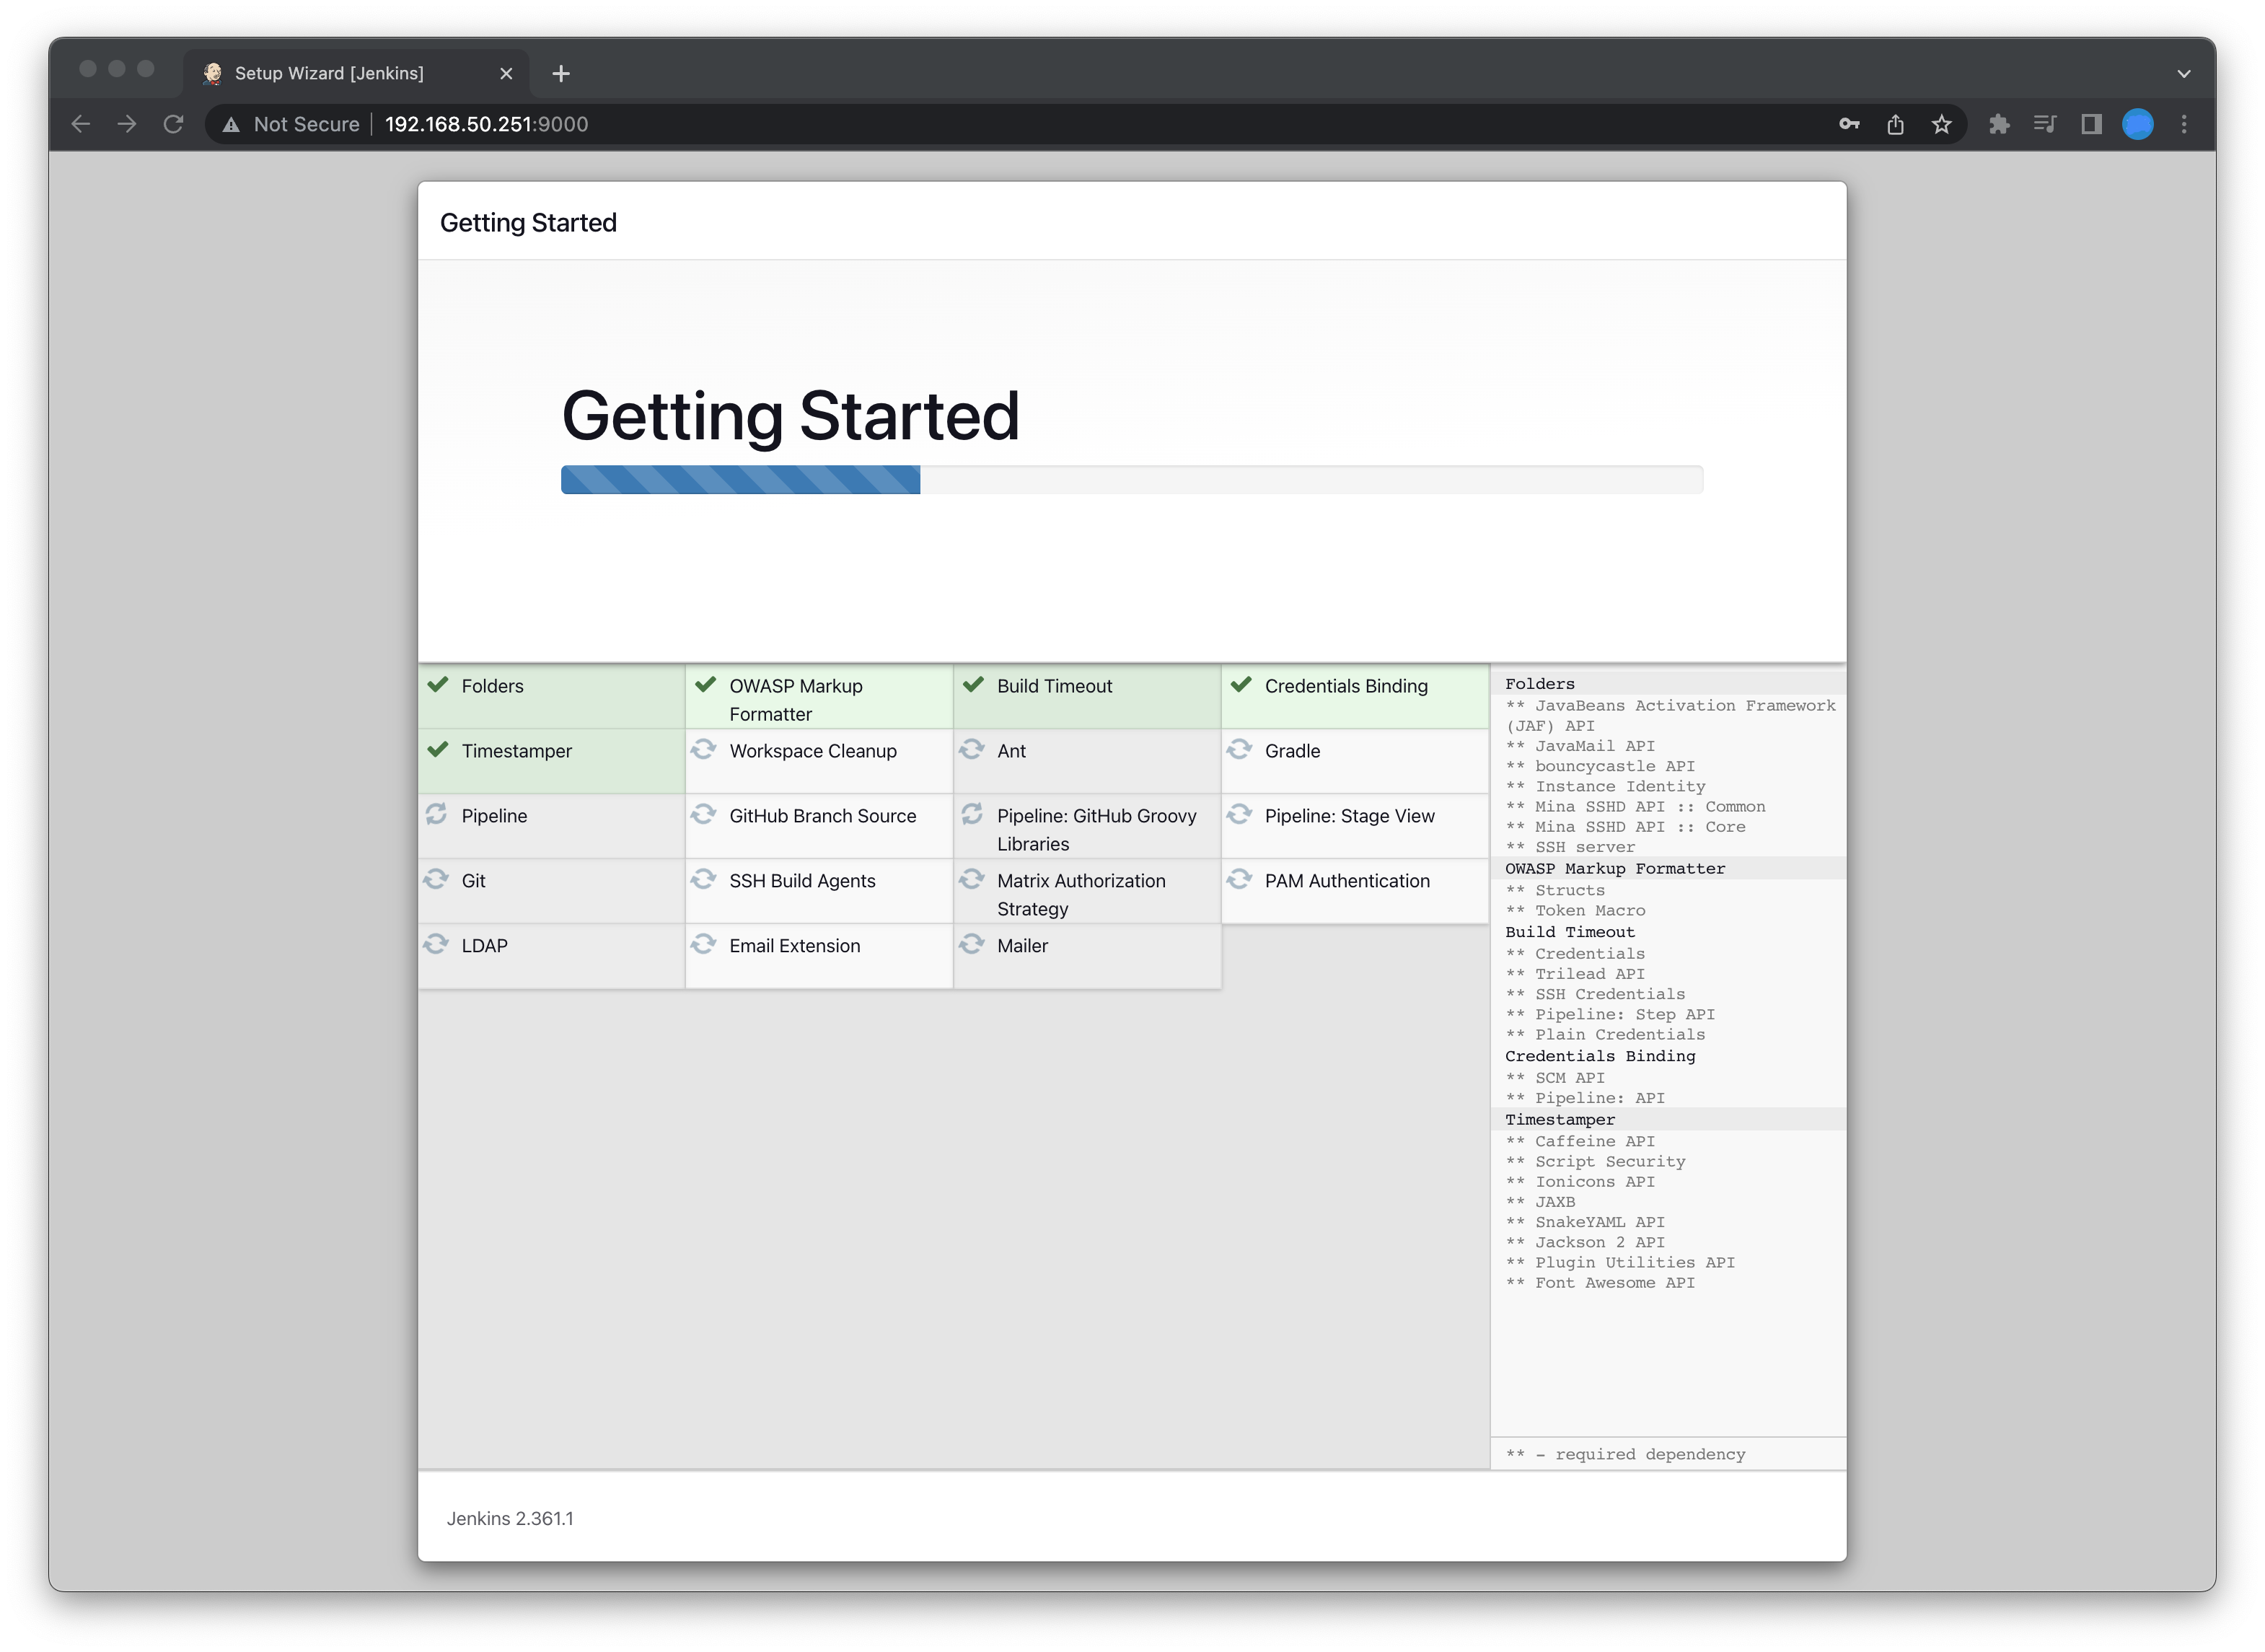 Setup Wizard [Jenkins]
Not Secure
192.168.50.251:9000
Getting Started
Getting Started
Folders
OWASP Markup
Formatter
Build Timeout
Credentials Binding
Timestamper
Workspace Cleanup
Ant
Gradle
Pipeline
GitHub Branch Source
Pipeline: GitHub Groovy
Libraries
Pipeline: Stage View
Git
SSH Build Agents
Matrix Authorization
Strategy
PAM Authentication
LDAP
Email Extension
Mailer
Folders
** JavaBeans Activation Framework
(JAF) API
** JavaMail API
** bouncycastle API
** Instance Identity
** Mina SSHD API :: Common
** Mina SSHD API :: Core
** SSH server
OWASP Markup Formatter
** Structs
** Token Macro
Build Timeout
** Credentials
** Trilead API
** SSH Credentials
** Pipeline: Step API
** Plain Credentials
Credentials Binding
** SCM API
** Pipeline: API
Timestamper
** Caffeine API
** Script Security
** Ionicons API
** JAXB
** SnakeYAML API
** Jackson 2 API
** Plugin Utilities API
** Font Awesome API
** - required dependency
Jenkins 2.361.1